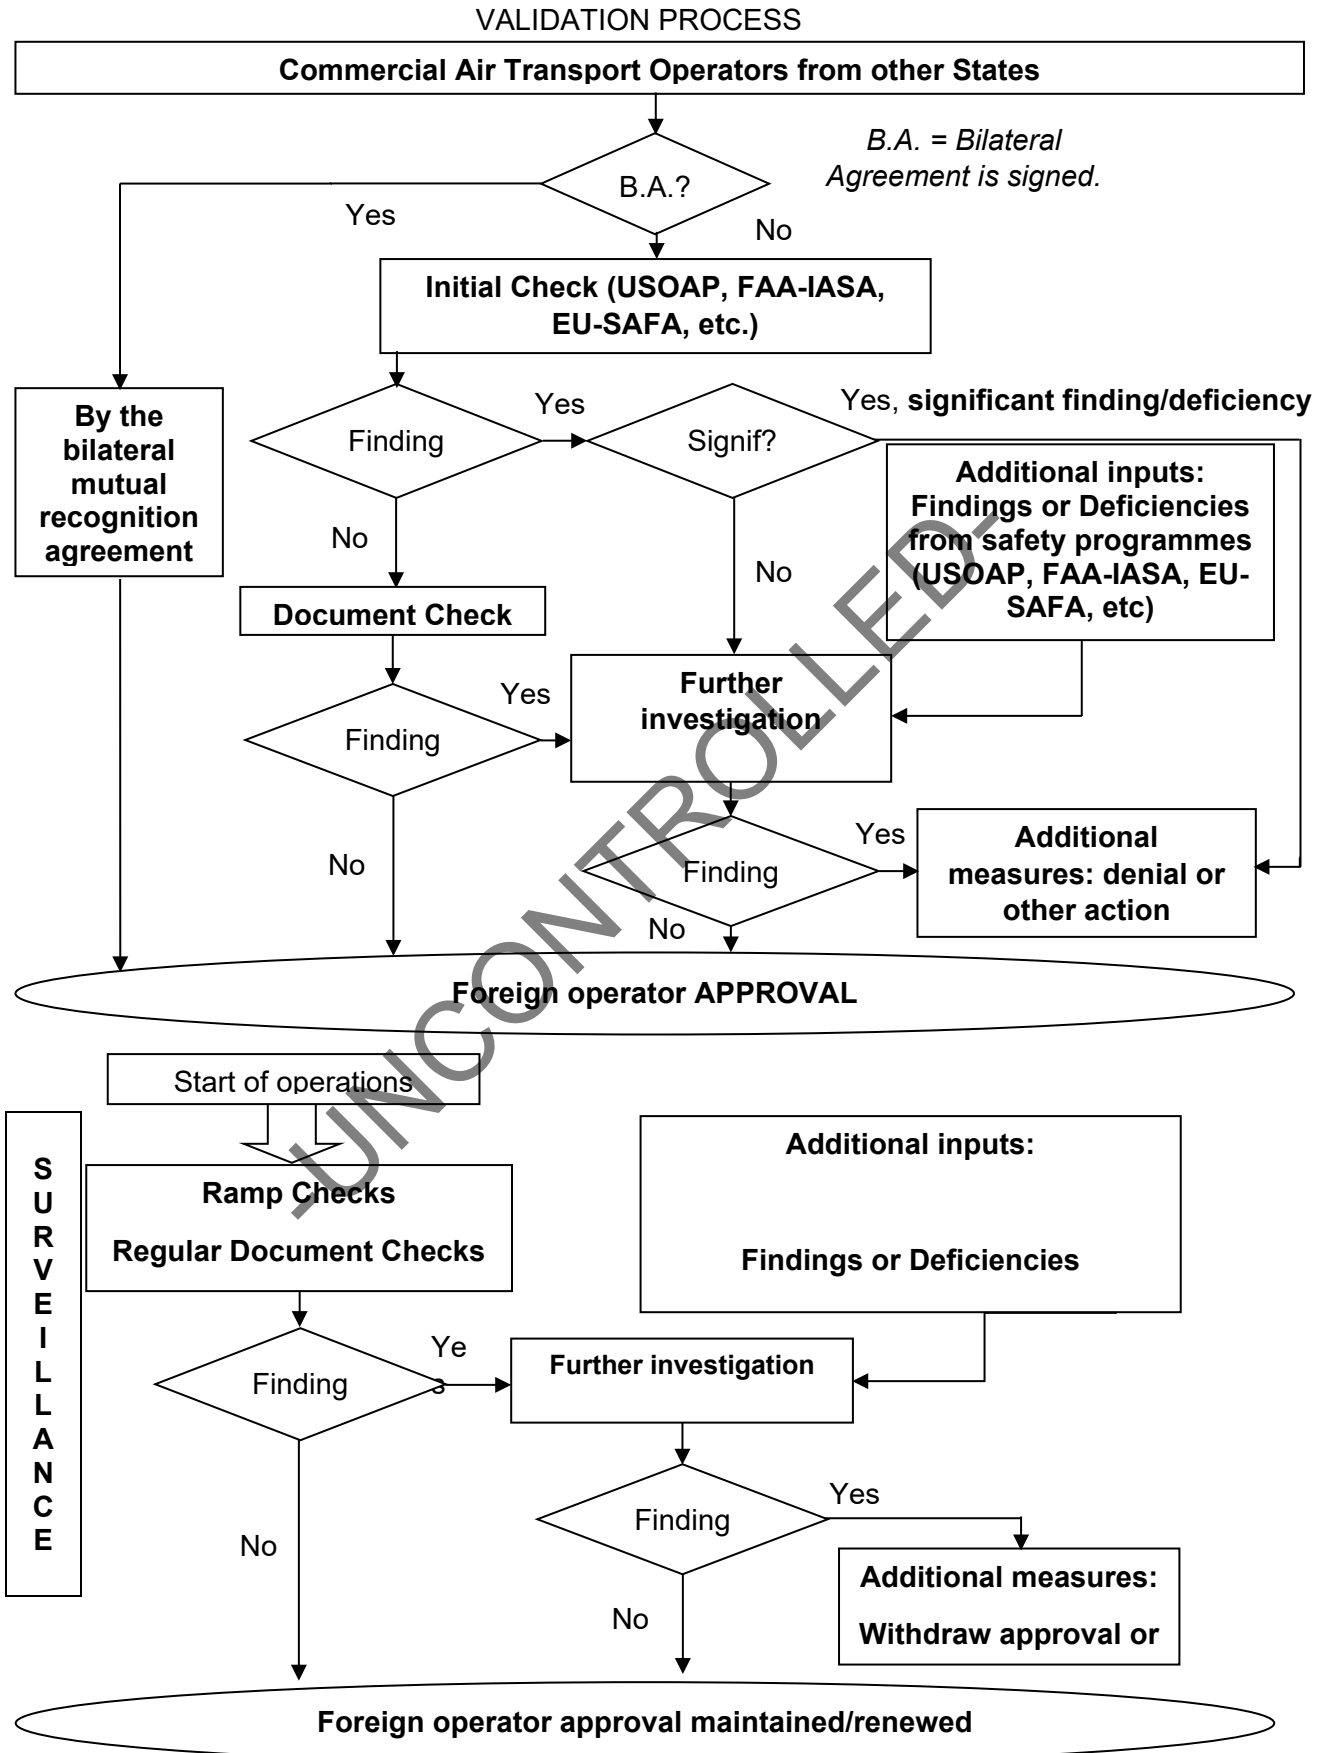 VALIDATION PROCESS
Commercial Air Transport Operators from other States
B.A. = Bilateral
Agreement is signed.
B.A.?
Yes
No
Initial Check (USOAP, FAA-IASA,
EU-SAFA, etc.)
By the
bilateral
mutual
recognition
agreement
Finding
Yes
Signif?
Yes, significant finding/deficiency
Additional inputs:
Findings or Deficiencies
from safety programmes
(USOAP, FAA-IASA, EU-
SAFA, etc)
No
No
Document Check
Finding
Yes
Further
investigation
No
Finding
Yes
Additional
measures: denial or
other action
No
Foreign operator APPROVAL
-UNCONTROLLED-
Start of operations
SURVEILLANCE
Ramp Checks
Regular Document Checks
Additional inputs:
Findings or Deficiencies
Finding
Ye
s
Further investigation
No
Finding
Yes
Additional measures:
Withdraw approval or
No
Foreign operator approval maintained/renewed